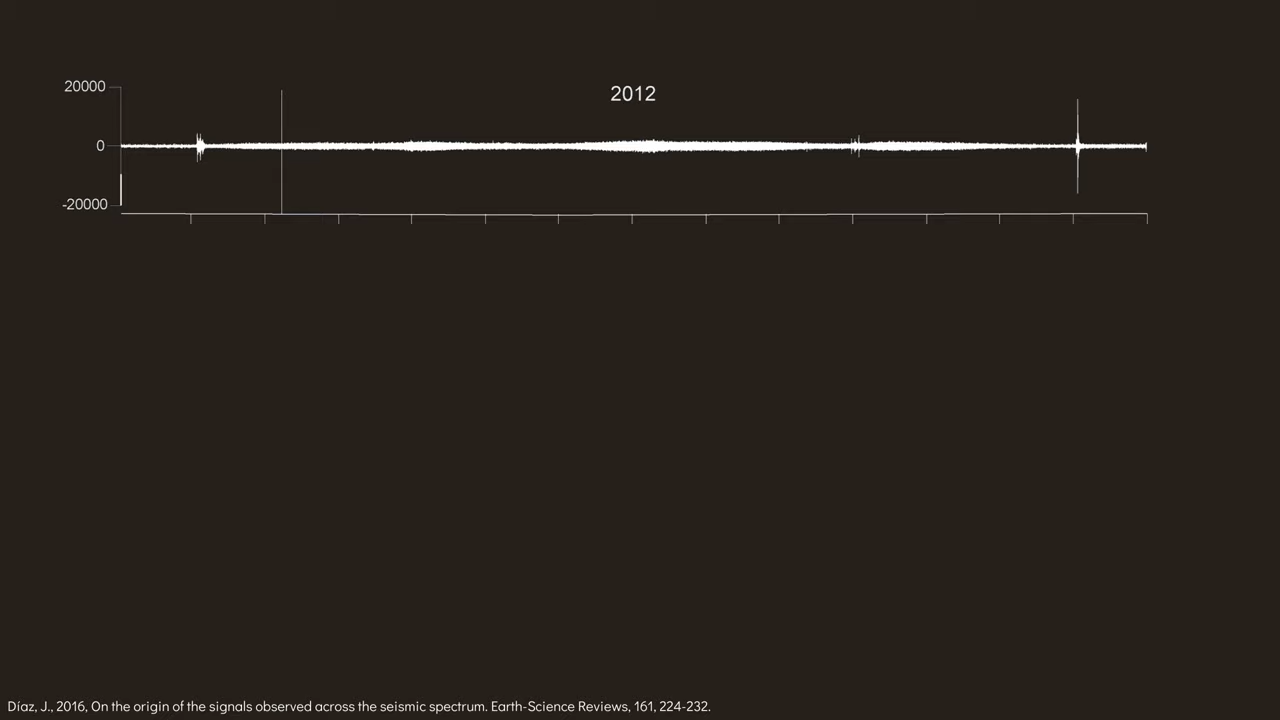 20000
2012
0
-20000
Díaz, J., 2016, On the origin of the signals observed across the seismic spectrum. Earth-Science Reviews, 161, 224-232.